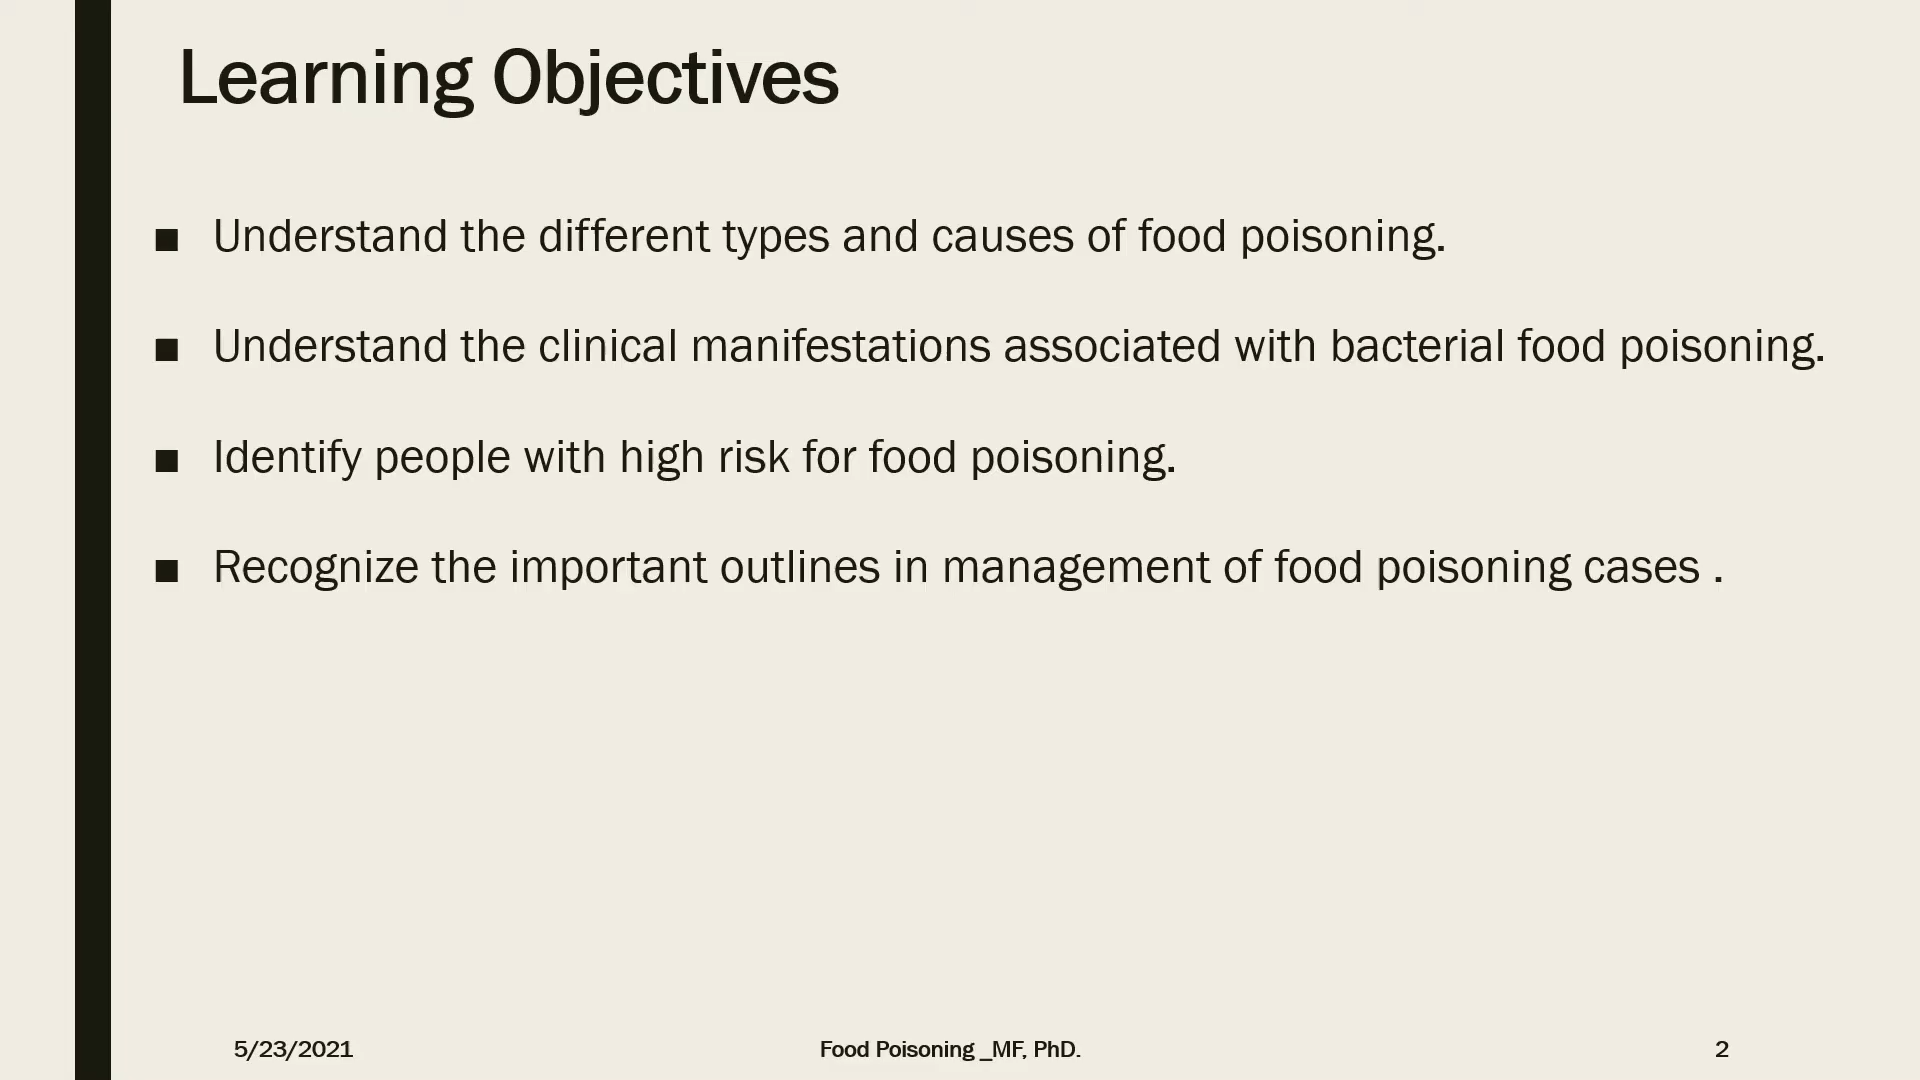 Learning Objectives
■ Understand the different types and causes of food poisoning.
■ Understand the clinical manifestations associated with bacterial food poisoning.
■ Identify people with high risk for food poisoning.
■ Recognize the important outlines in management of food poisoning cases .
5/23/2021 Food Poisoning _MF, PhD. 2